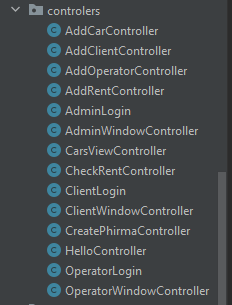 controlers
AddCarController
AddClientController
AddOperatorController
AddRentController
AdminLogin
AdminWindowController
CarsViewController
CheckRentController
ClientLogin
ClientWindowController
CreatePhirmaController
HelloController
OperatorLogin
OperatorWindowController